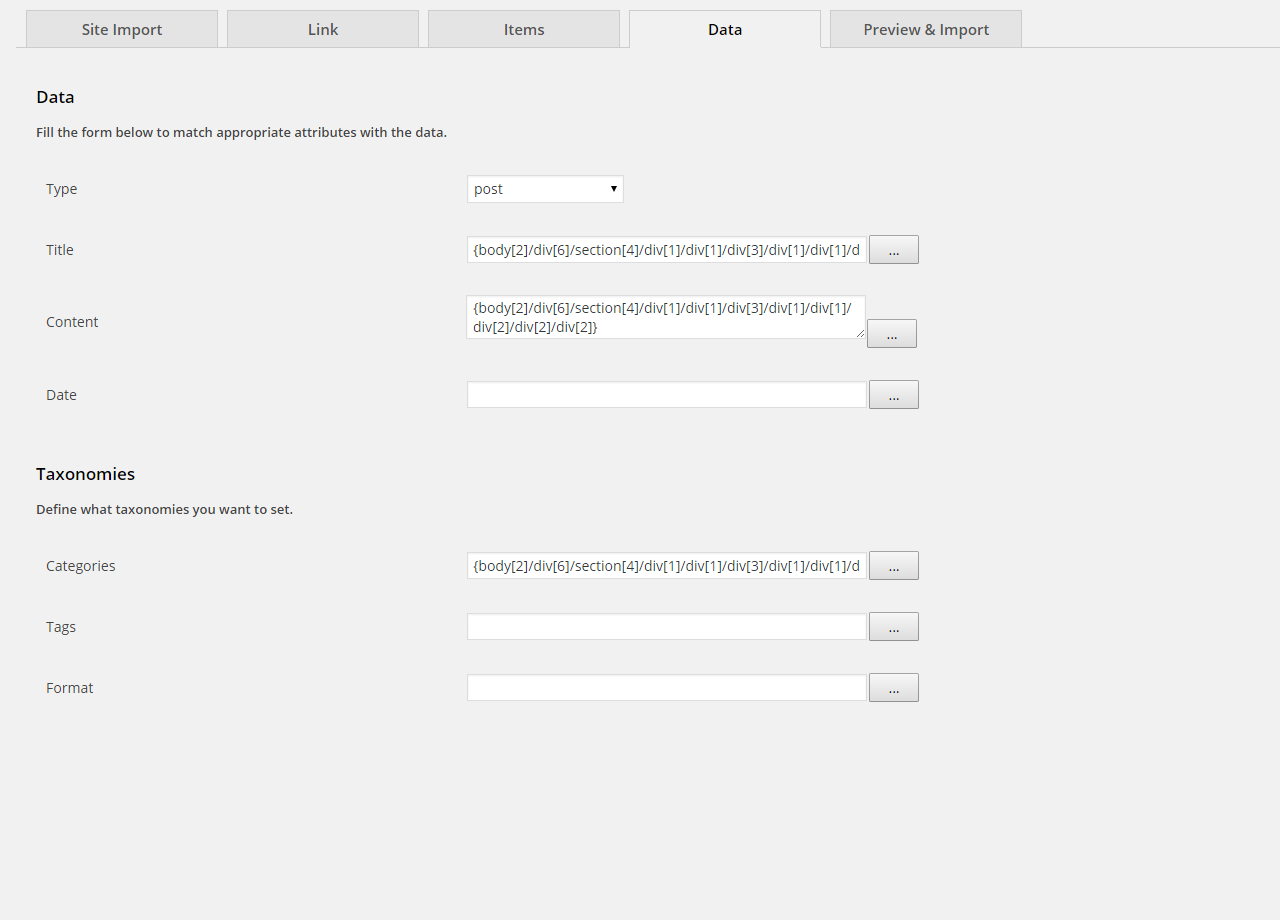 Site Import Link Items Data Preview & Import
Data
Fill the form below to match appropriate attributes with the data.
Type post
Title {body[2]/div[6]/section[4]/div[1]/div[1]/div[3]/div[1]/div[1]/d ...
Content {body[2]/div[6]/section[4]/div[1]/div[1]/div[3]/div[1]/div[1]/
div[2]/div[2]/div[2]} ...
Date ...
Taxonomies
Define what taxonomies you want to set.
Categories {body[2]/div[6]/section[4]/div[1]/div[1]/div[3]/div[1]/div[1]/d ...
Tags ...
Format ...